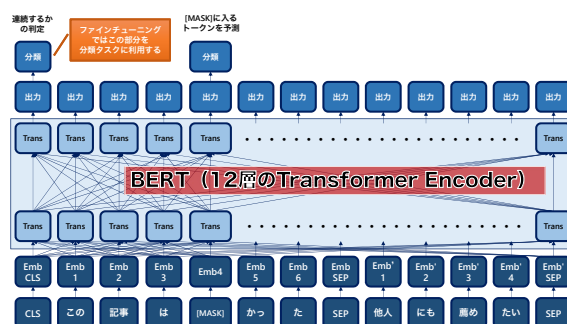 連続するか
の判定
ファインチューニング
ではこの部分を
分類タスクに利用する
[MASK]に入る
トークンを予測
分類 分類
出力 出力 出力 出力 出力 出力 出力 出力 出力 出力 出力 出力 出力
Trans Trans Trans Trans Trans Trans
BERT（12層のTransformer Encoder）
Trans Trans Trans Trans Trans Trans
Emb CLS Emb 1 Emb 2 Emb 3 Emb4 Emb 5 Emb 6 Emb SEP Emb' 1 Emb' 2 Emb' 3 Emb' 4 Emb' SEP
CLS この 記事 は [MASK] かっ た SEP 他人 にも 薦め たい SEP